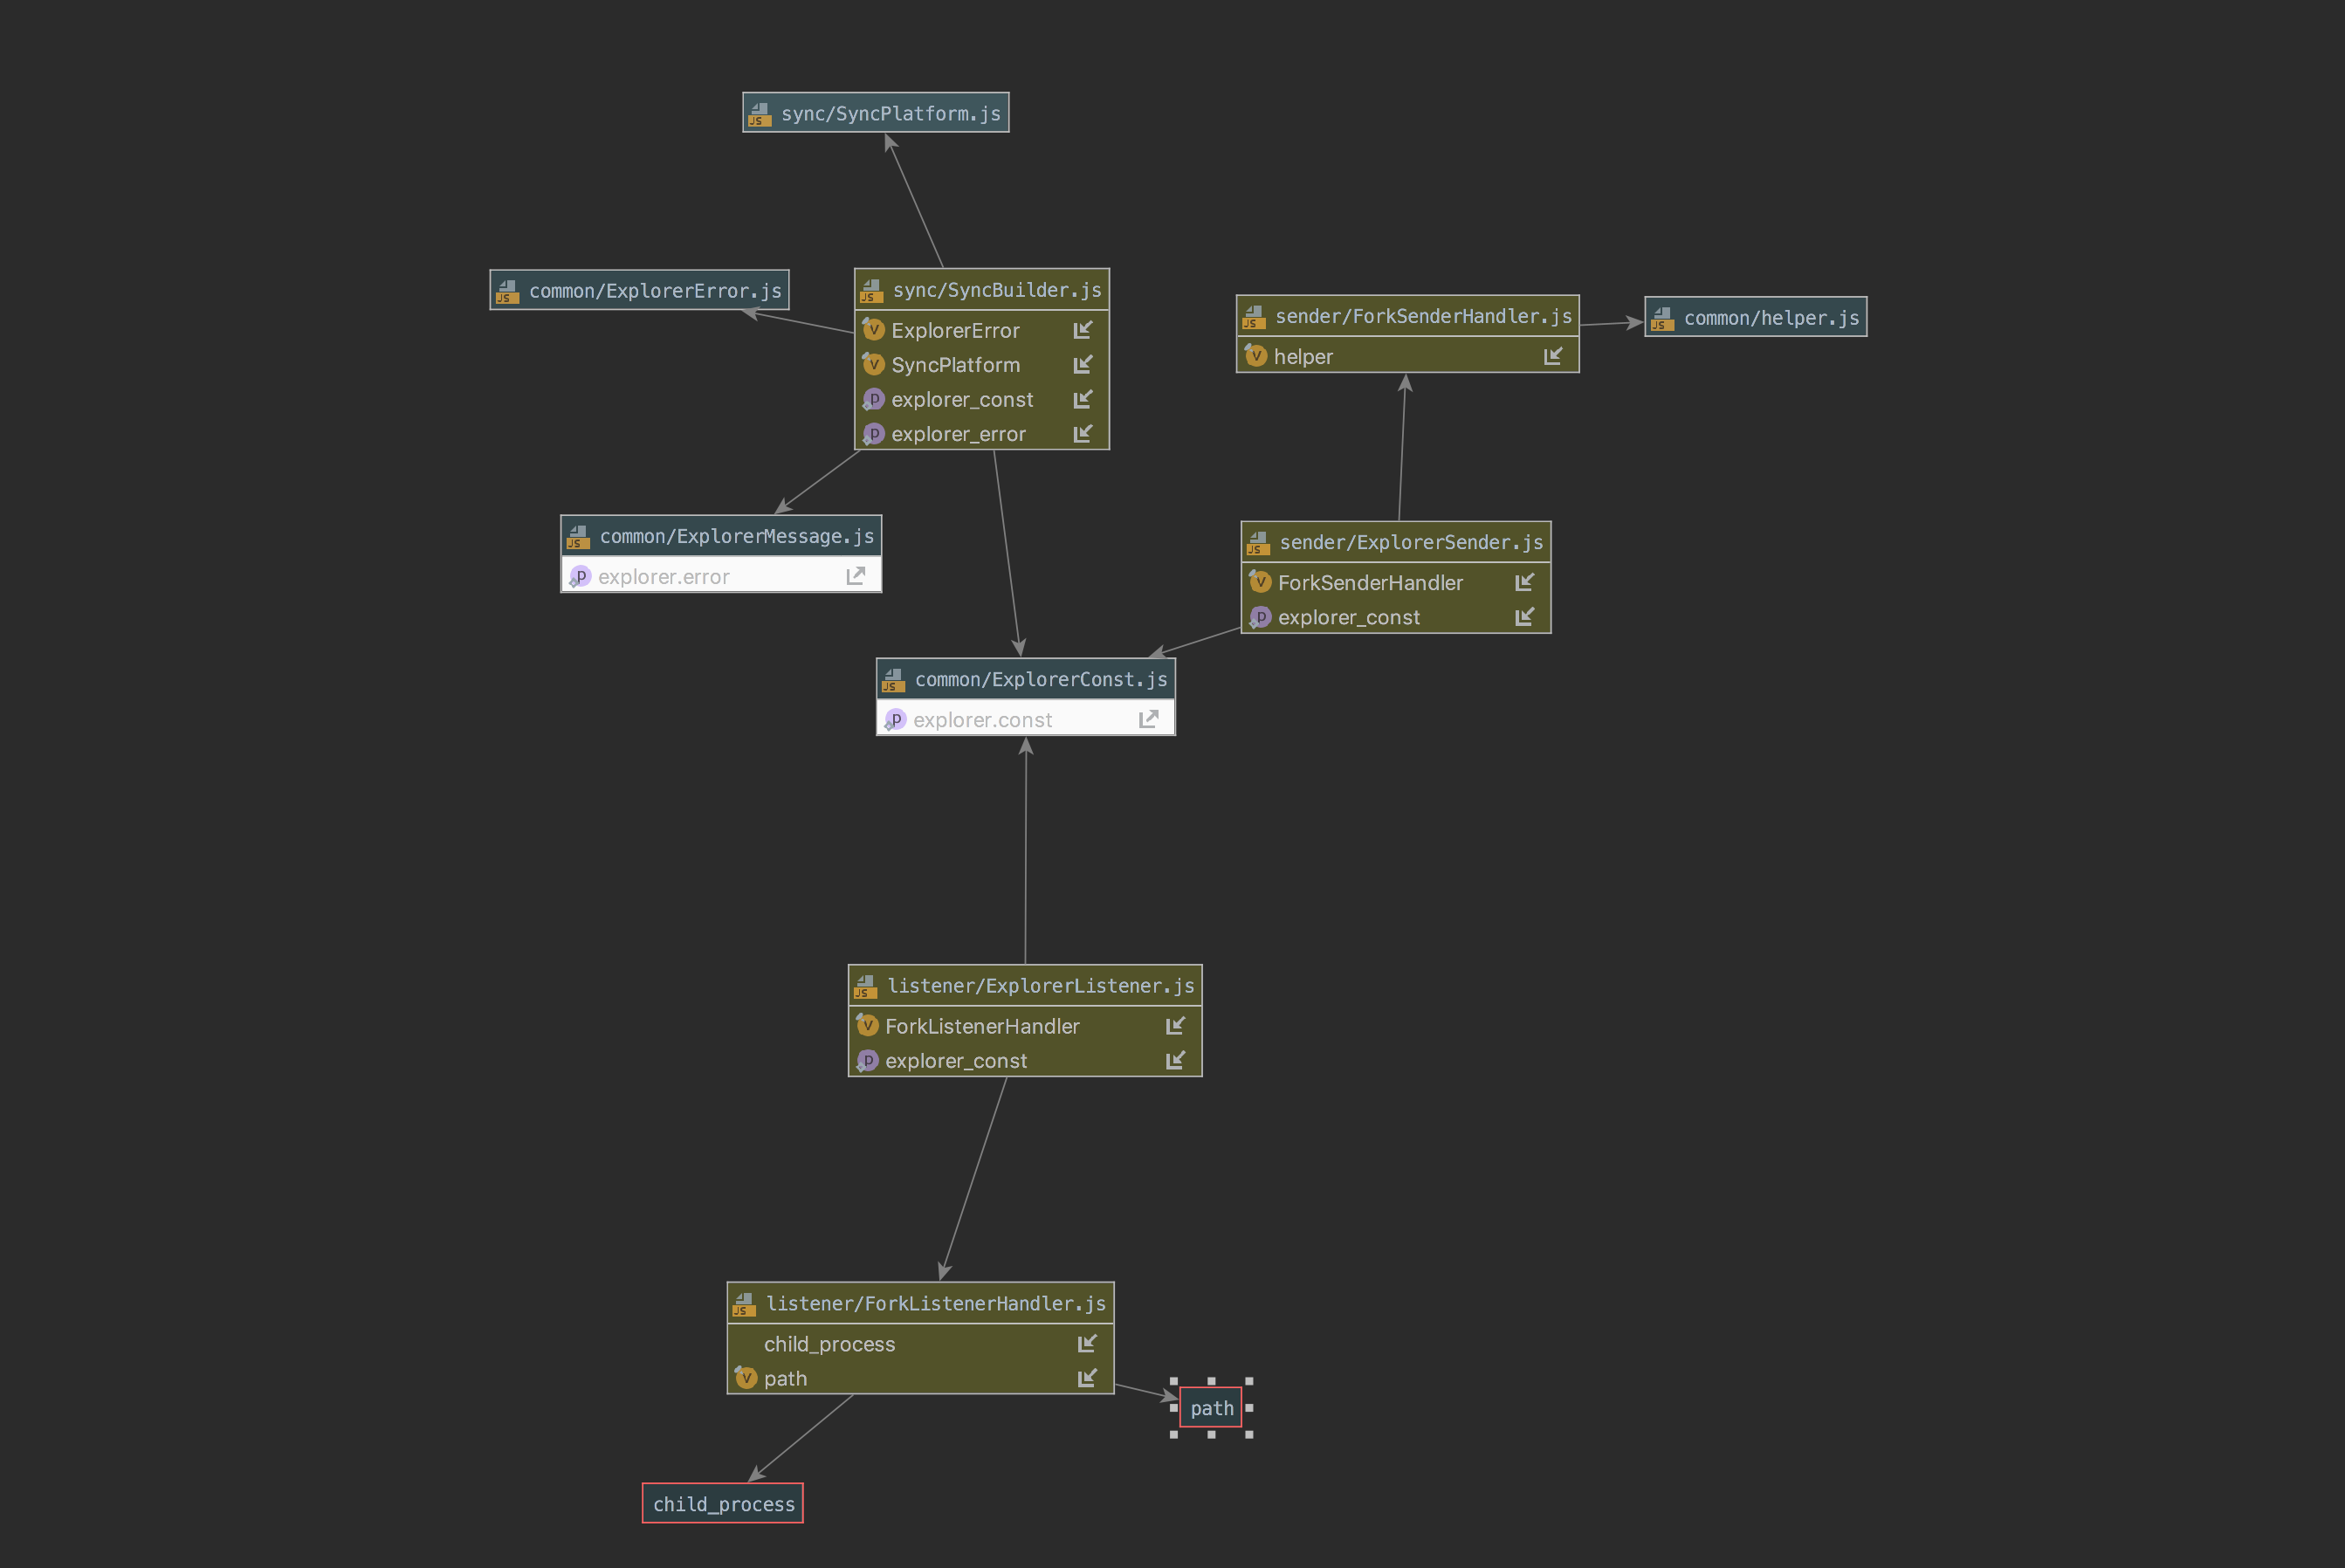 sync/SyncPlatform.js
common/ExplorerError.js
sync/SyncBuilder.js
ExplorerError
SyncPlatform
explorer_const
explorer_error
sender/ForkSenderHandler.js
helper
common/helper.js
common/ExplorerMessage.js
explorer.error
sender/ExplorerSender.js
ForkSenderHandler
explorer_const
common/ExplorerConst.js
explorer.const
listener/ExplorerListener.js
ForkListenerHandler
explorer_const
listener/ForkListenerHandler.js
child_process
path
path
child_process